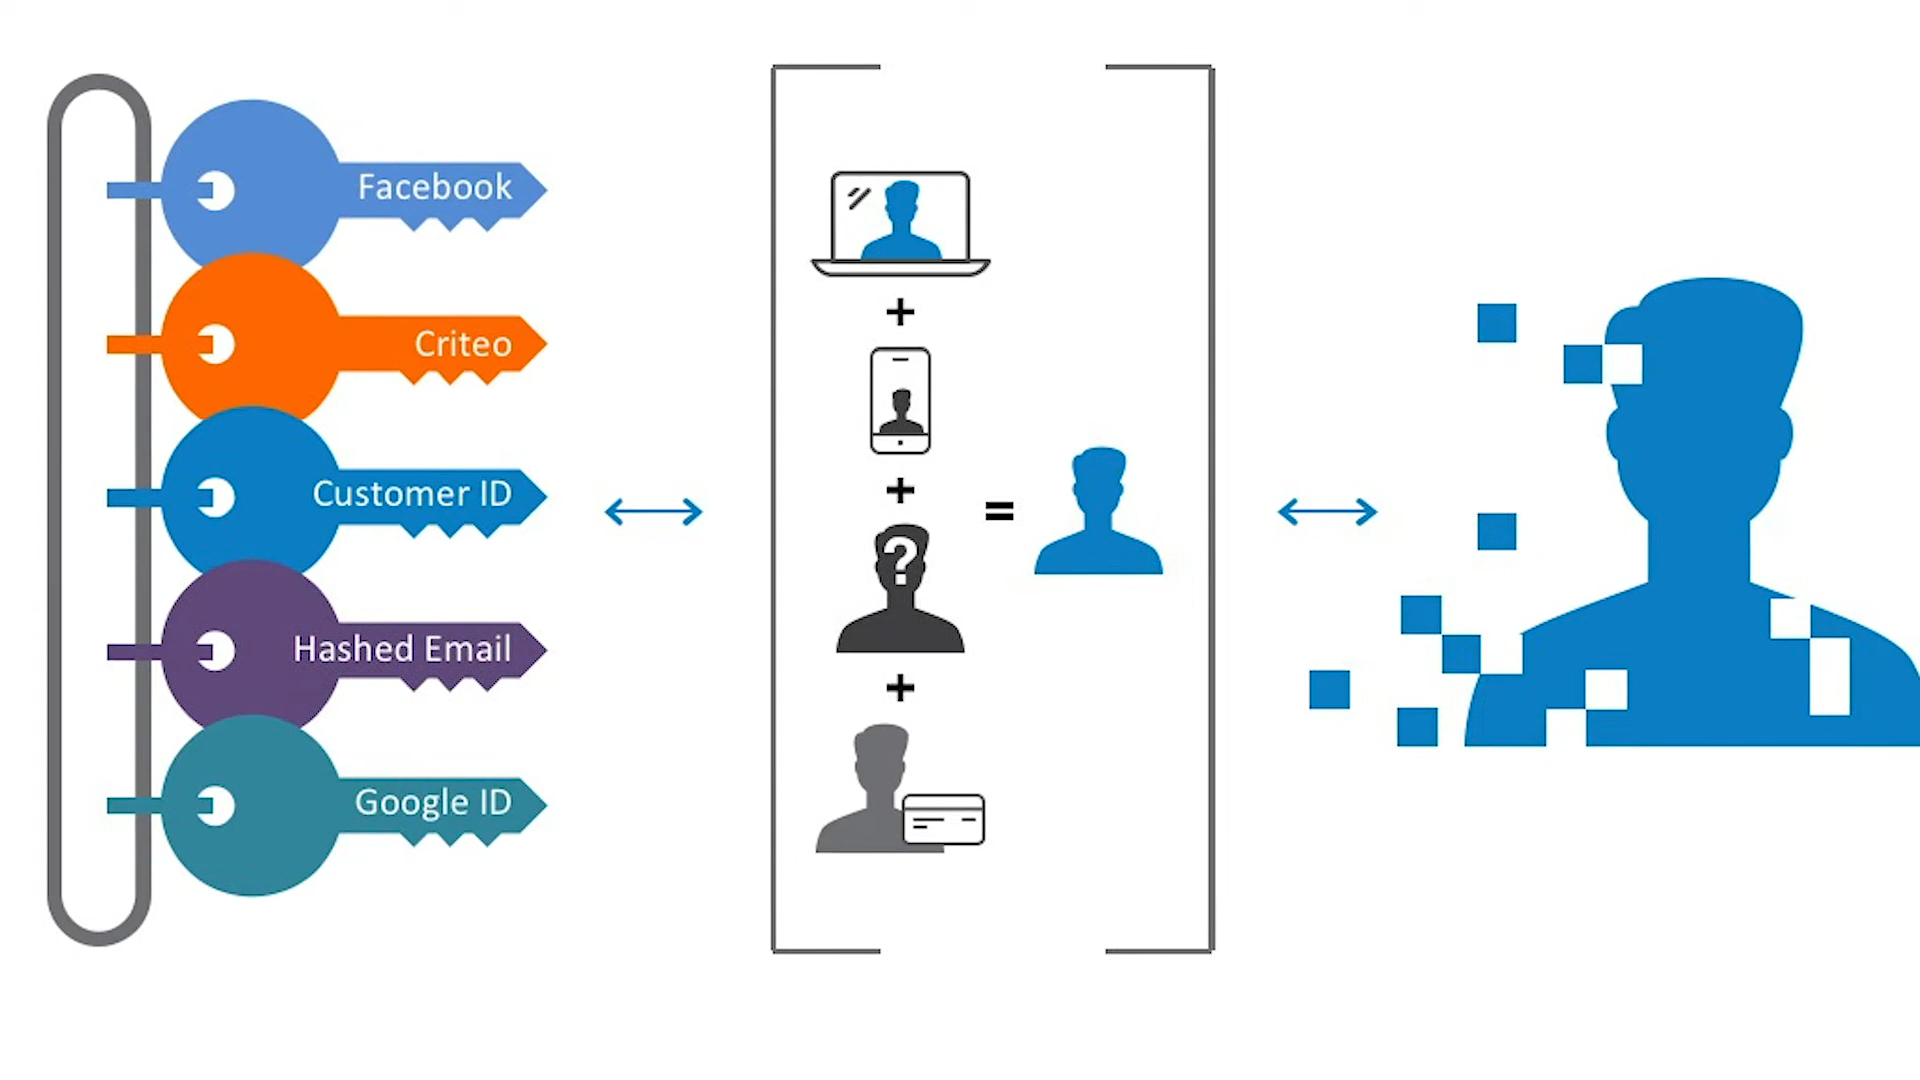 Facebook
Criteo
Customer ID
Hashed Email
Google ID
+
+
?
=
+